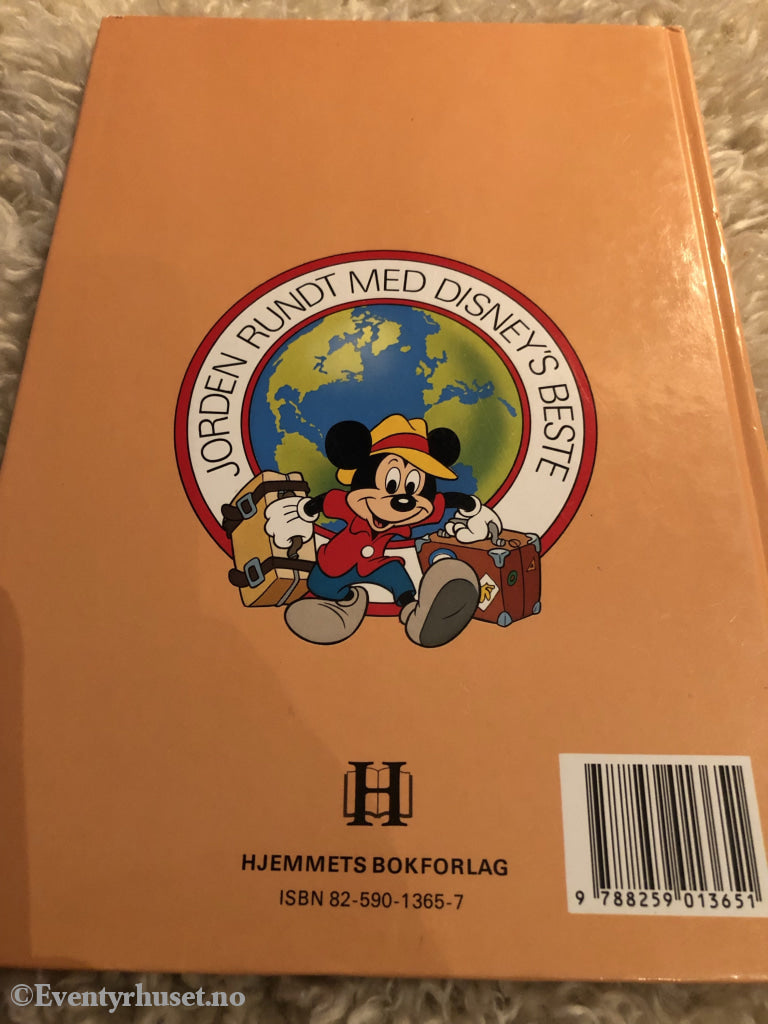 JORDEN RUNDT MED DISNEY'S BESTE
H
HJEMMETS BOKFORLAG
ISBN 82-590-1365-7
9 788259 013651
©Eventyrhuset.no